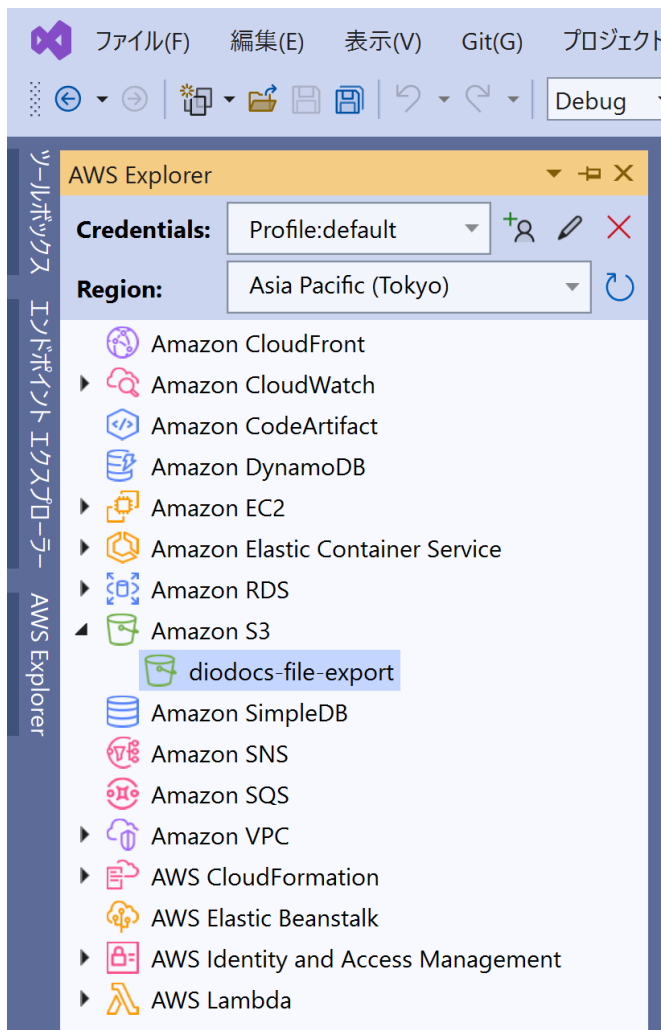 ファイル(F) 編集(E) 表示(V) Git(G) プロジェクト
Debug
ツールボックス
エンドポイント エクスプローラー
AWS Explorer
AWS Explorer
Credentials: Profile:default
Region: Asia Pacific (Tokyo)
Amazon CloudFront
Amazon CloudWatch
Amazon CodeArtifact
Amazon DynamoDB
Amazon EC2
Amazon Elastic Container Service
Amazon RDS
Amazon S3
diodocs-file-export
Amazon SimpleDB
Amazon SNS
Amazon SQS
Amazon VPC
AWS CloudFormation
AWS Elastic Beanstalk
AWS Identity and Access Management
AWS Lambda